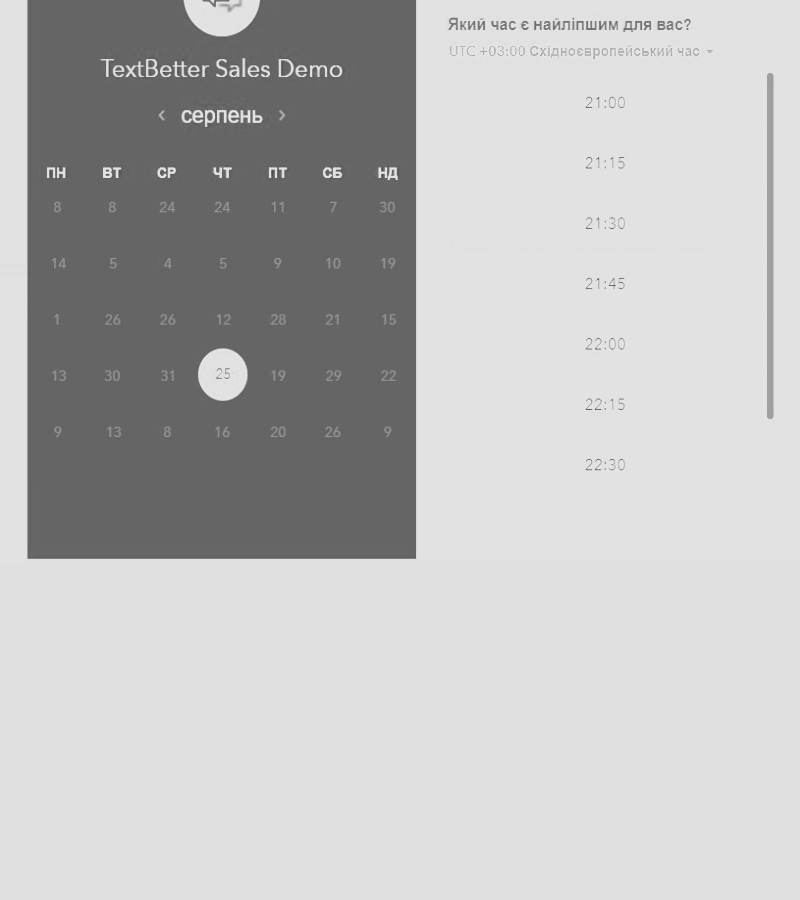 TextBetter Sales Demo
серпень
ПН ВТ СР ЧТ ПТ СБ НД
8 8 24 24 11 7 30
14 5 4 5 9 10 19
1 26 26 12 28 21 15
13 30 31 25 19 29 22
9 13 8 16 20 26 9
Який час є найліпшим для вас?
UTC +03:00 Східноєвропейський час
21:00
21:15
21:30
21:45
22:00
22:15
22:30